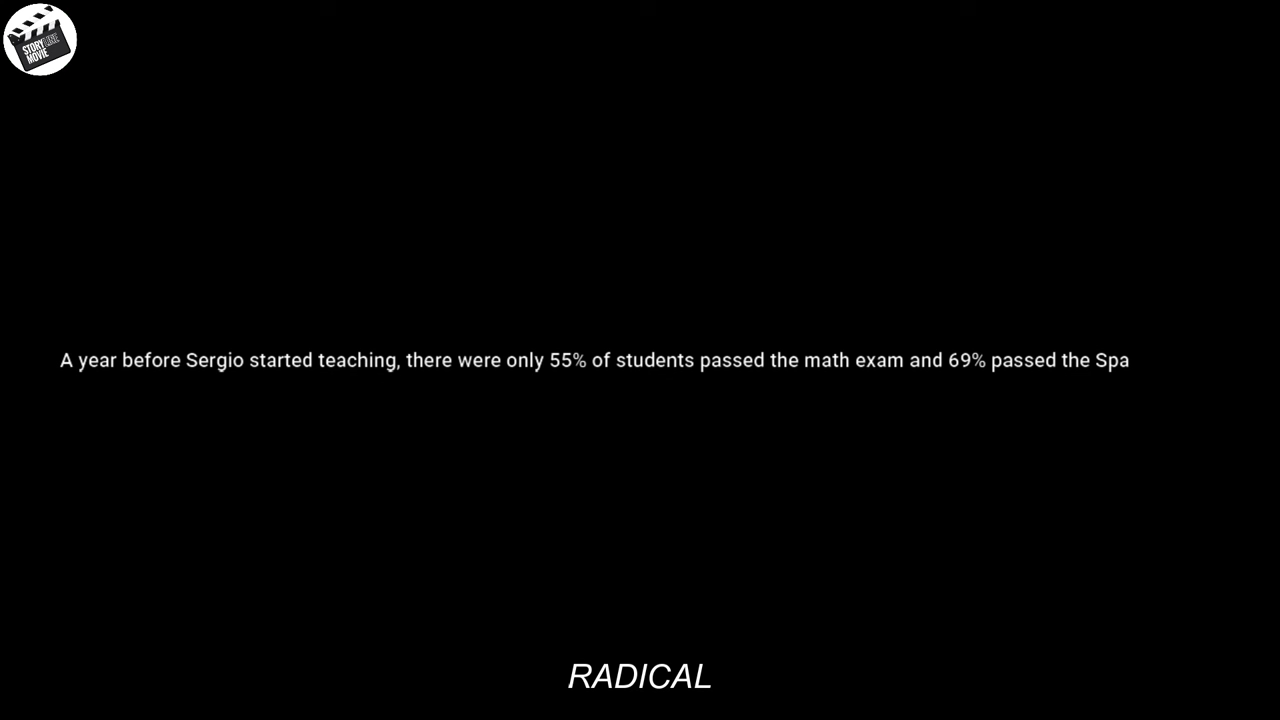 STORYLINE
MOVIE
A year before Sergio started teaching, there were only 55% of students passed the math exam and 69% passed the Spa
RADICAL